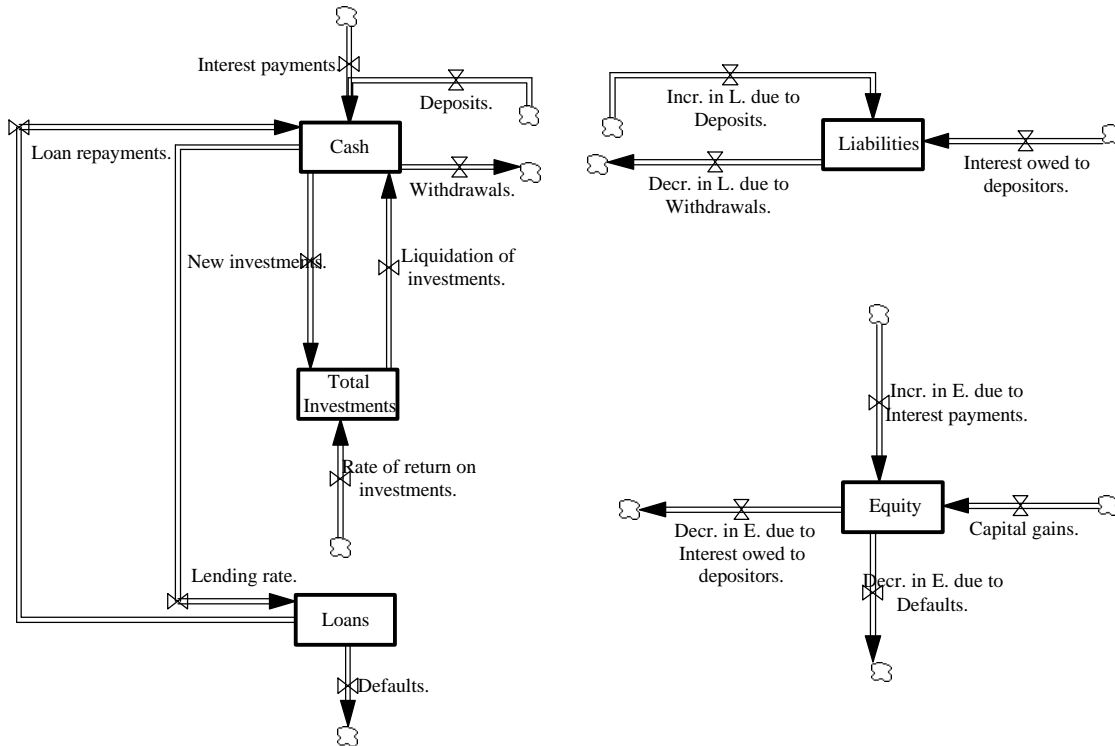 Interest payments.
Deposits.
Loan repayments.
Cash
Withdrawals.
New investments.
Liquidation of
investments.
Total
Investments
Rate of return on
investments.
Lending rate.
Loans
Defaults.
Incr. in L. due to
Deposits.
Liabilities
Decr. in L. due to
Withdrawals.
Interest owed to
depositors.
Incr. in E. due to
Interest payments.
Equity
Decr. in E. due to
Interest owed to
depositors.
Capital gains.
Decr. in E. due to
Defaults.